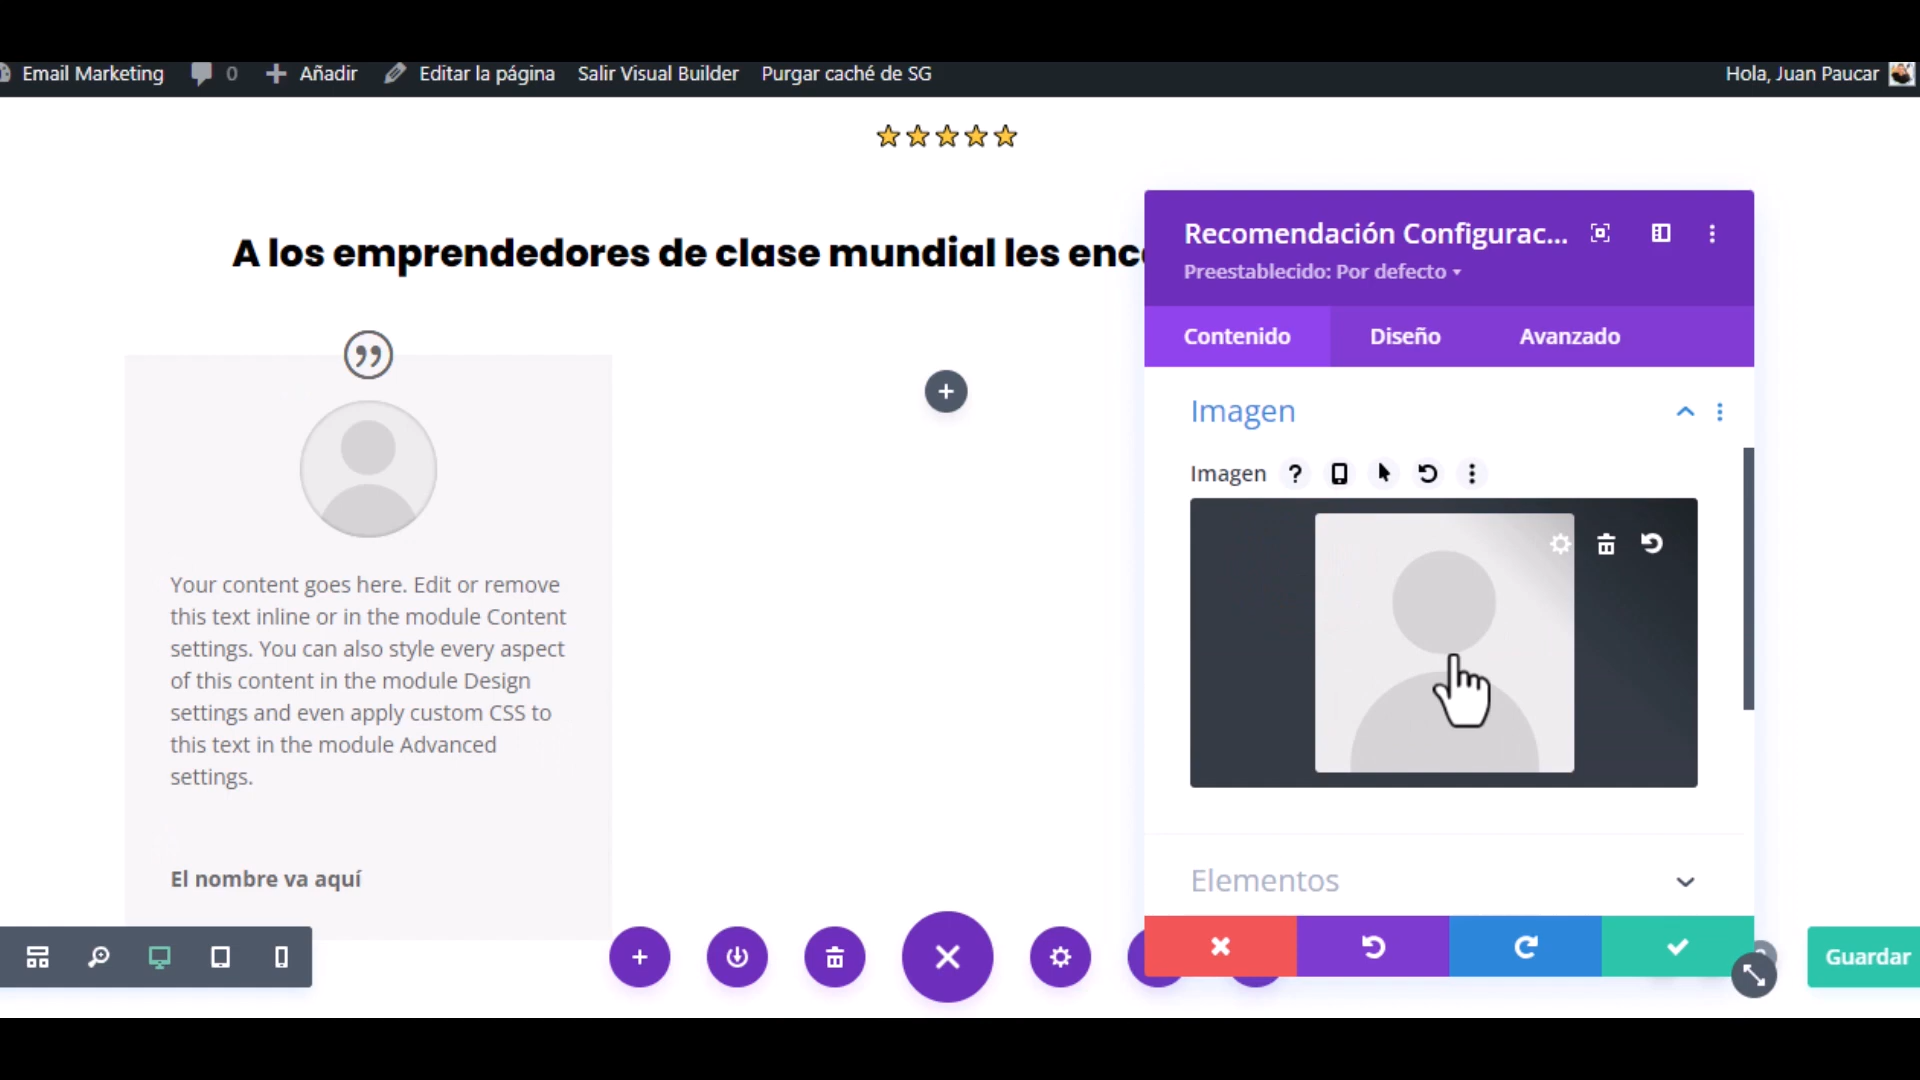 Email Marketing 0 Añadir Editar la página Salir Visual Builder Purgar caché de SG Hola, Juan Paucar
A los emprendedores de clase mundial les enc
Your content goes here. Edit or remove
this text inline or in the module Content
settings. You can also style every aspect
of this content in the module Design
settings and even apply custom CSS to
this text in the module Advanced
settings.
El nombre va aquí
Recomendación Configurac...
Preestablecido: Por defecto
Contenido Diseño Avanzado
Imagen
Imagen ?
Elementos
Guardar